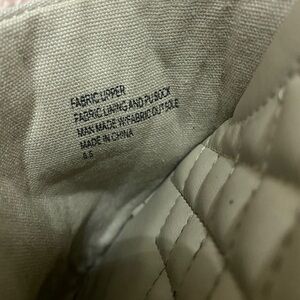 FABRIC UPPER
FABRIC LINING AND PU SOCK
MAN MADE W/FABRIC OUTSOLE
MADE IN CHINA
8.5